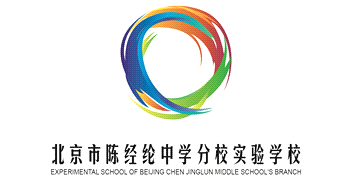 北京市陈经纶中学分校实验学校
EXPERIMENTAL SCHOOL OF BEIJING CHEN JINGLUN MIDDLE SCHOOL'S BRANCH